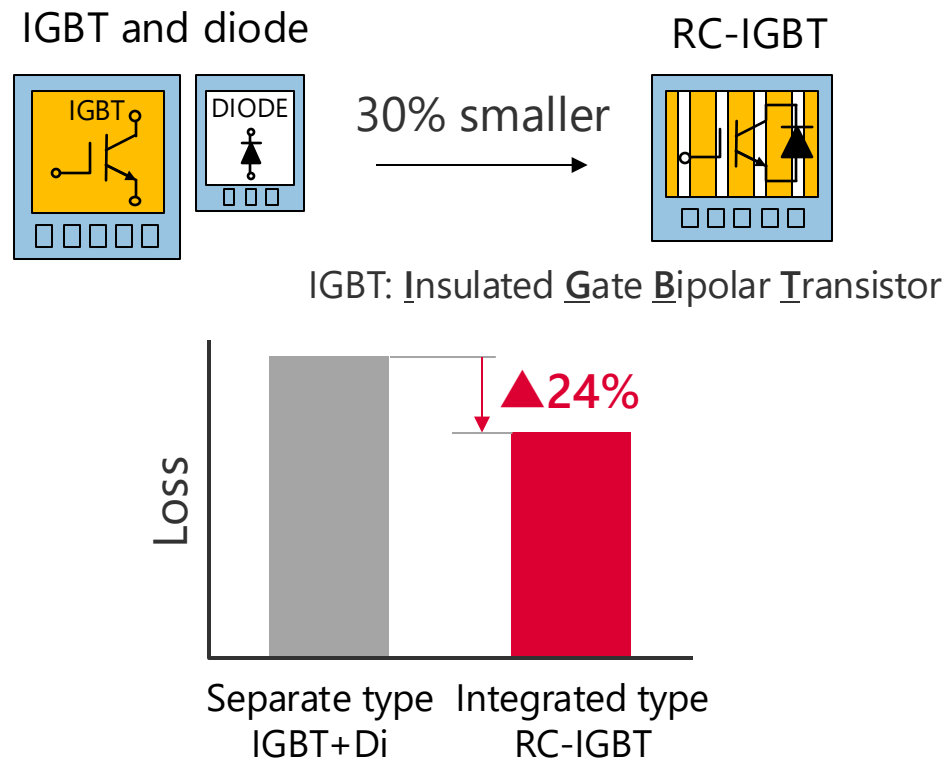 IGBT and diode
RC-IGBT
IGBT
DIODE
30% smaller
IGBT: Insulated Gate Bipolar Transistor
▲24%
Loss
Separate type
IGBT+Di
Integrated type
RC-IGBT